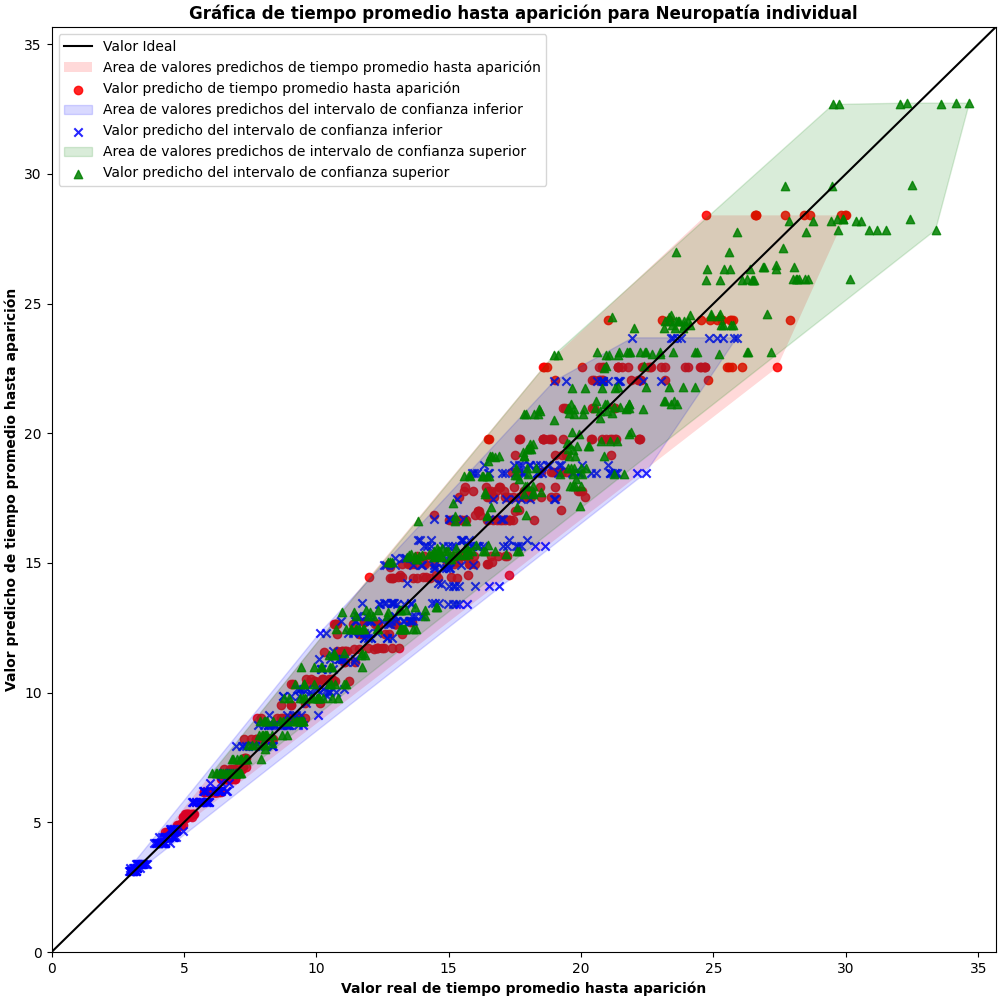 Gráfica de tiempo promedio hasta aparición para Neuropatía individual
Valor Ideal
Area de valores predichos de tiempo promedio hasta aparición
Valor predicho de tiempo promedio hasta aparición
Area de valores predichos del intervalo de confianza inferior
Valor predicho del intervalo de confianza inferior
Area de valores predichos de intervalo de confianza superior
Valor predicho del intervalo de confianza superior
Valor predicho de tiempo promedio hasta aparición
35
30
25
20
15
10
5
0
0 5 10 15 20 25 30 35
Valor real de tiempo promedio hasta aparición